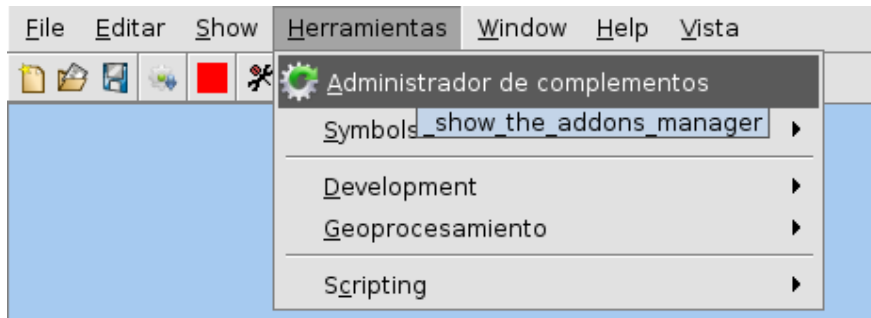 File Editar Show Herramientas Window Help Vista
Administrador de complementos
Symbols
_show_the_addons_manager
Development
Geoprocesamiento
Scripting